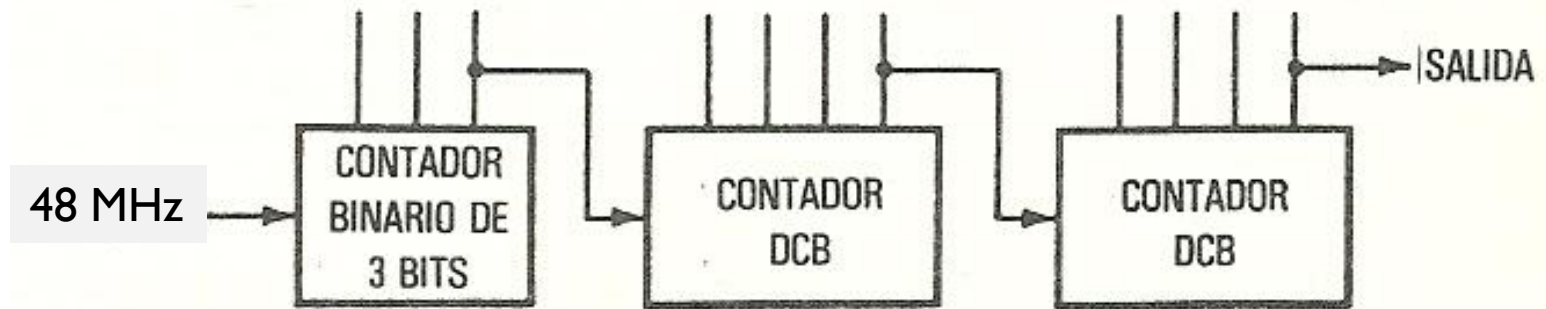 48 MHz
CONTADOR
BINARIO DE
3 BITS
CONTADOR
DCB
CONTADOR
DCB
SALIDA